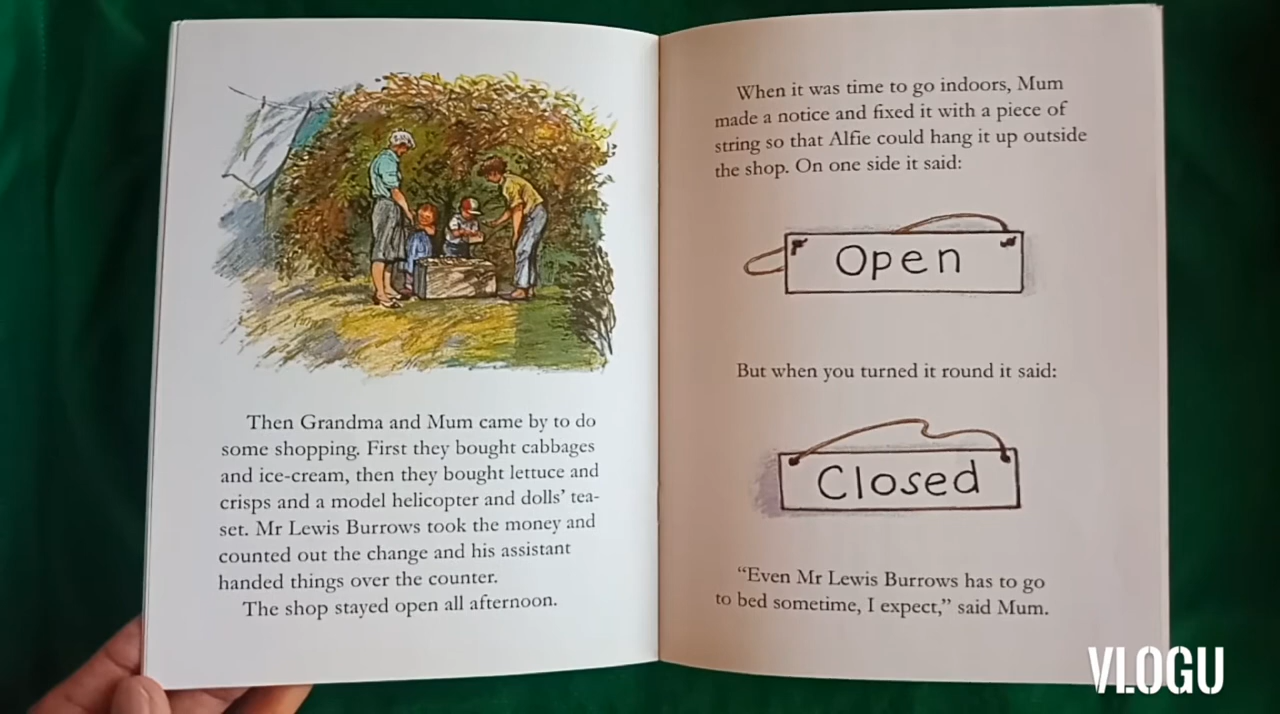 Then Grandma and Mum came by to do
some shopping. First they bought cabbages
and ice-cream, then they bought lettuce and
crisps and a model helicopter and dolls’ tea-
set. Mr Lewis Burrows took the money and
counted out the change and his assistant
handed things over the counter.
The shop stayed open all afternoon.
When it was time to go indoors, Mum
made a notice and fixed it with a piece of
string so that Alfie could hang it up outside
the shop. On one side it said:
Open
But when you turned it round it said:
Closed
“Even Mr Lewis Burrows has to go
to bed sometime, I expect,” said Mum.
VLOGU